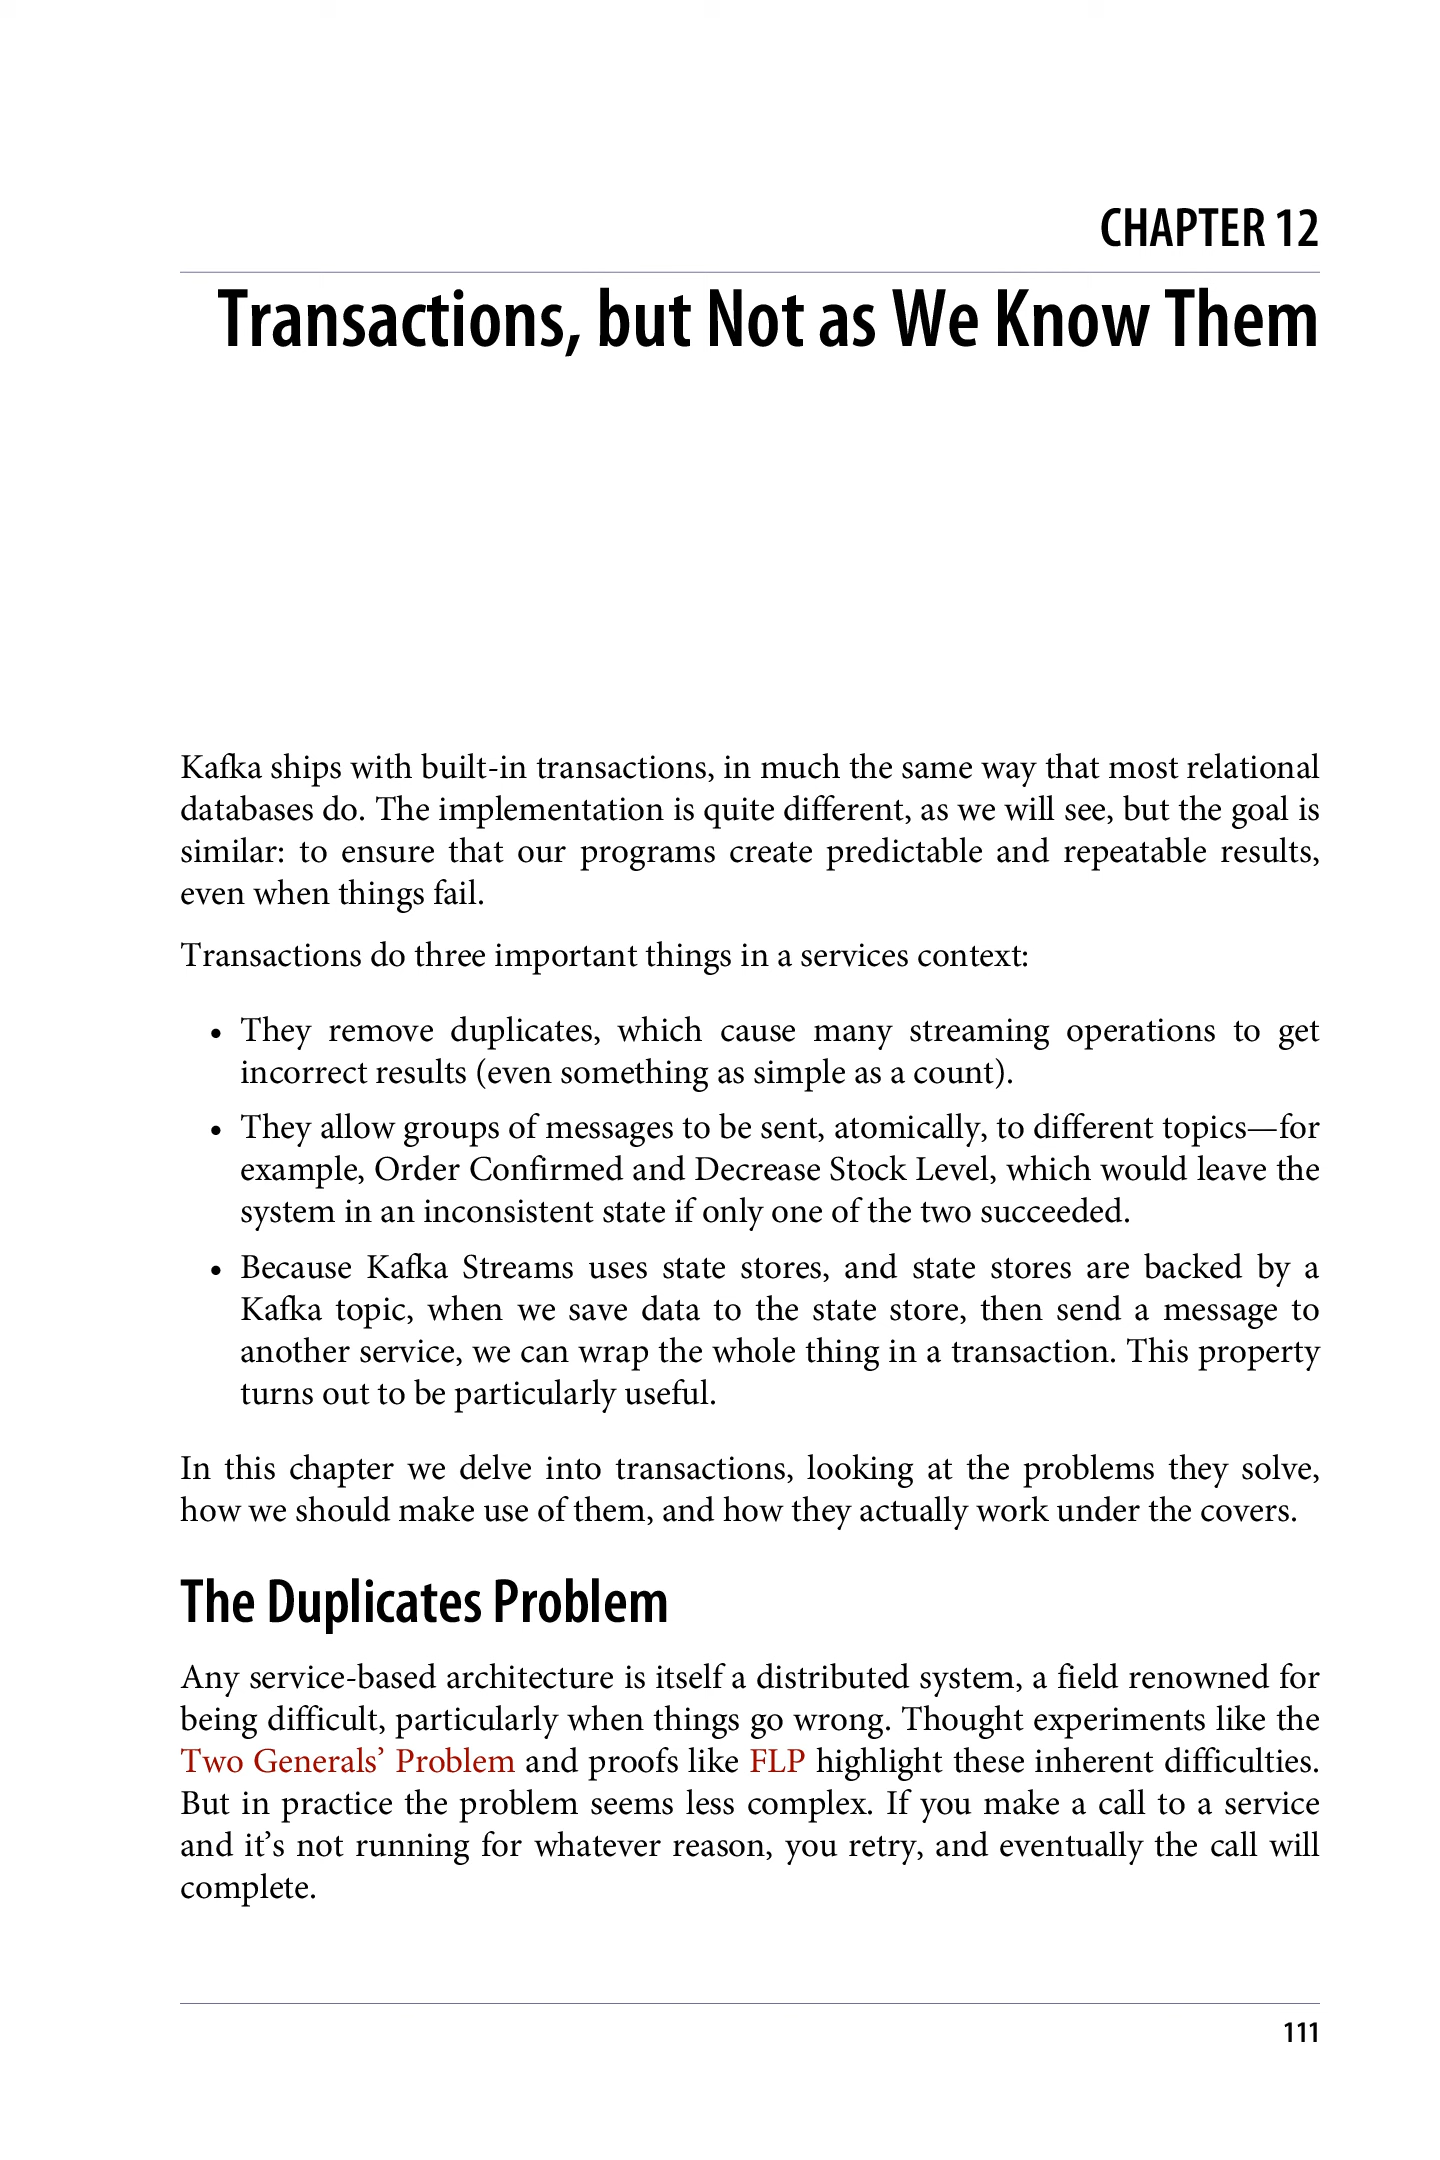 CHAPTER 12
Transactions, but Not as We Know Them
Kafka ships with built-in transactions, in much the same way that most relational
databases do. The implementation is quite different, as we will see, but the goal is
similar: to ensure that our programs create predictable and repeatable results,
even when things fail.
Transactions do three important things in a services context:
• They remove duplicates, which cause many streaming operations to get
incorrect results (even something as simple as a count).
• They allow groups of messages to be sent, atomically, to different topics—for
example, Order Confirmed and Decrease Stock Level, which would leave the
system in an inconsistent state if only one of the two succeeded.
• Because Kafka Streams uses state stores, and state stores are backed by a
Kafka topic, when we save data to the state store, then send a message to
another service, we can wrap the whole thing in a transaction. This property
turns out to be particularly useful.
In this chapter we delve into transactions, looking at the problems they solve,
how we should make use of them, and how they actually work under the covers.
The Duplicates Problem
Any service-based architecture is itself a distributed system, a field renowned for
being difficult, particularly when things go wrong. Thought experiments like the
Two Generals’ Problem and proofs like FLP highlight these inherent difficulties.
But in practice the problem seems less complex. If you make a call to a service
and it’s not running for whatever reason, you retry, and eventually the call will
complete.
111